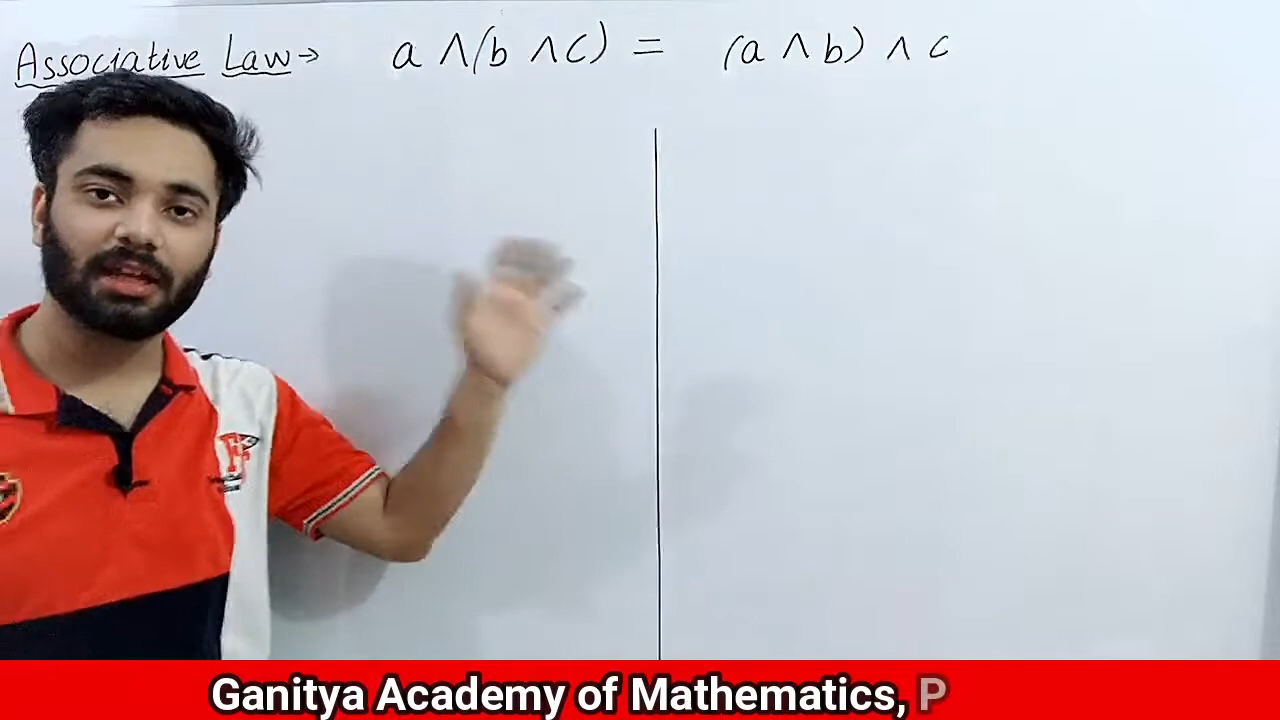 Associative Law → a ∧ (b ∧ c) = (a ∧ b) ∧ c
Ganitya Academy of Mathematics, P